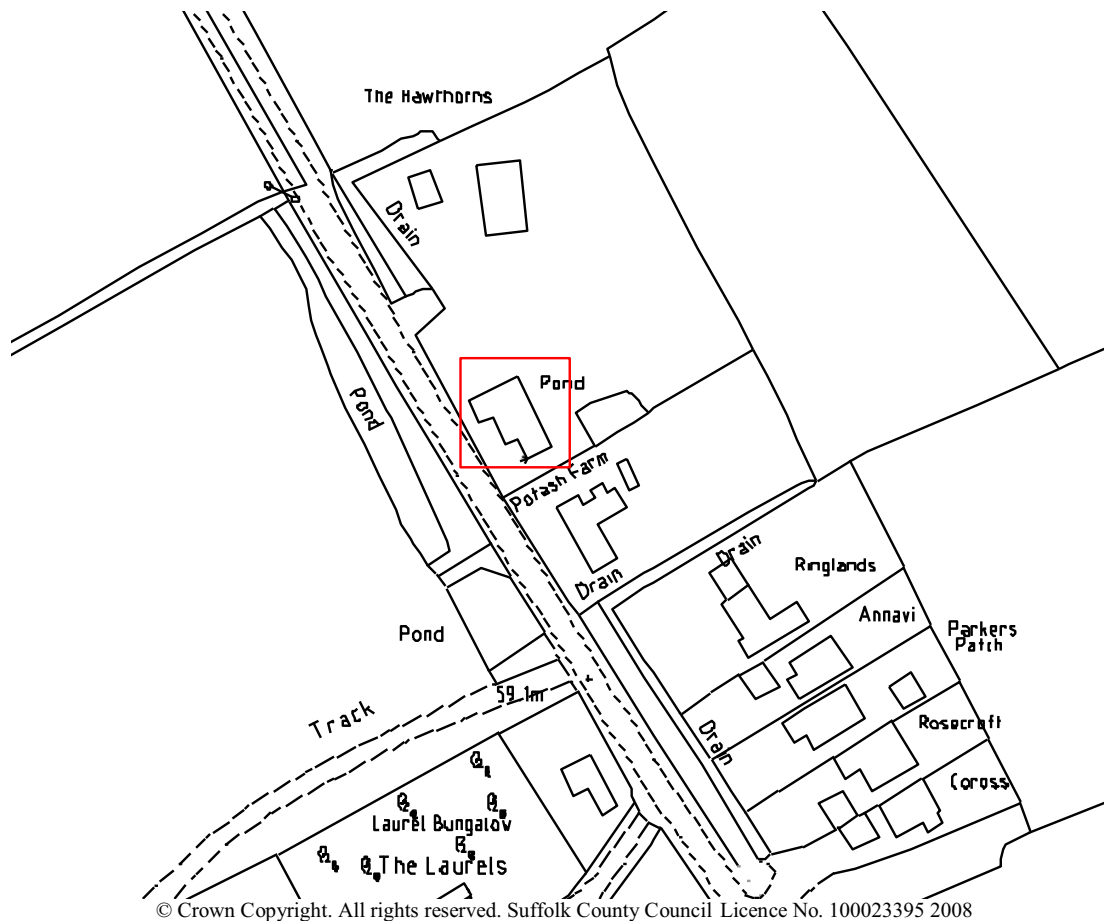 The Hawthorns
Drain
Pond
Pond
Potash Farm
Drain
Drain
Ringlands
Annavi
Parkers
Patch
Pond
59.1m
Track
Drain
Rosecroft
Coross
Laurel Bungalow
The Laurels
© Crown Copyright. All rights reserved. Suffolk County Council Licence No. 100023395 2008